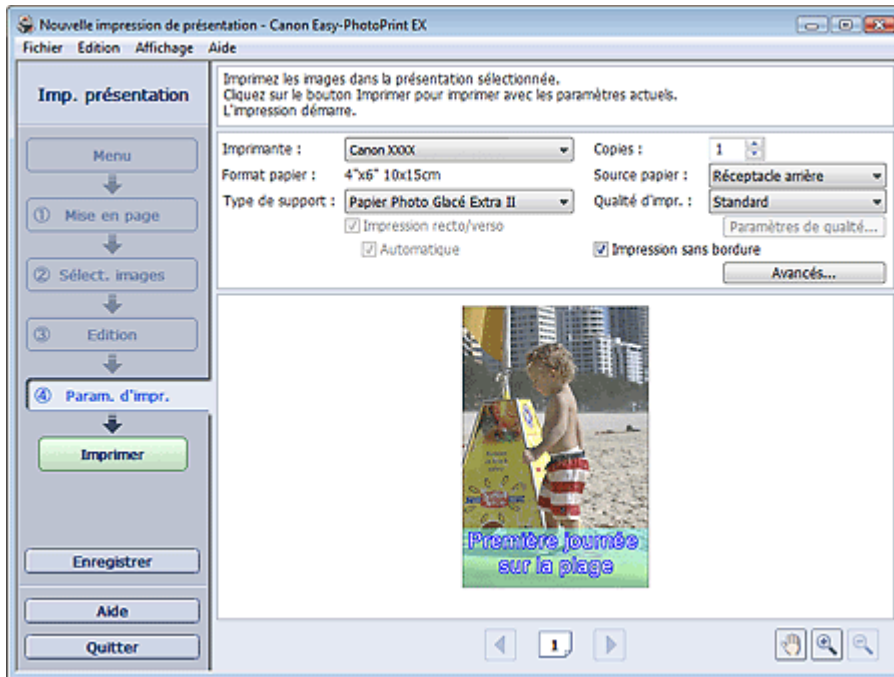 Nouvelle impression de présentation - Canon Easy-PhotoPrint EX
Fichier Edition Affichage Aide
Imp. présentation
Menu
① Mise en page
② Sélect. images
③ Edition
④ Param. d'impr.
Imprimer
Enregistrer
Aide
Quitter
Imprimez les images dans la présentation sélectionnée.
Cliquez sur le bouton Imprimer pour imprimer avec les paramètres actuels.
L'impression démarre.
Imprimante : Canon XXXX Copies : 1
Format papier : 4"x6" 10x15cm Source papier : Réceptacle arrière
Type de support : Papier Photo Glacé Extra II Qualité d'impr. : Standard
Impression recto/verso Paramètres de qualté...
Automatique Impression sans bordure
Avancés...
Première journée
sur la plage
1